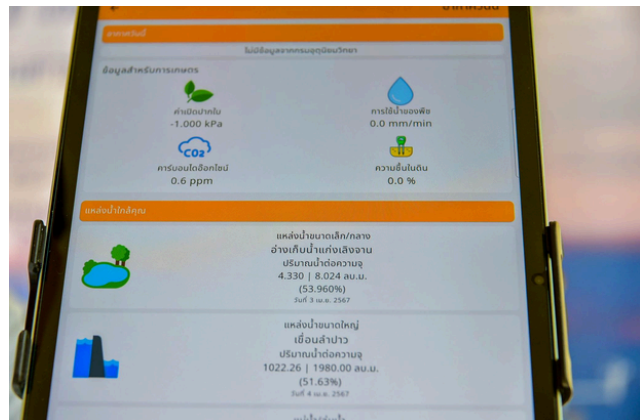 อากาศวันนี้
อากาศวันนี้
ไม่มีข้อมูลจากกรมอุตุนิยมวิทยา
ข้อมูลสำหรับการเกษตร
ค่าเปิดปากใบ
-1.000 kPa
การใช้น้ำของพืช
0.0 mm/min
CO2
คาร์บอนไดอ็อกไซน์
0.6 ppm
ความชื้นในดิน
0.0 %
แหล่งน้ำใกล้คุณ
แหล่งน้ำขนาดเล็ก/กลาง
อ่างเก็บน้ำแก่งเลิงจาน
ปริมาณน้ำต่อความจุ
4.330 | 8.024 ลบ.ม.
(53.960%)
วันที่ 3 เม.ย. 2567
แหล่งน้ำขนาดใหญ่
เขื่อนลำปาว
ปริมาณน้ำต่อความจุ
1022.26 | 1980.00 ลบ.ม.
(51.63%)
วันที่ 4 เม.ย. 2567